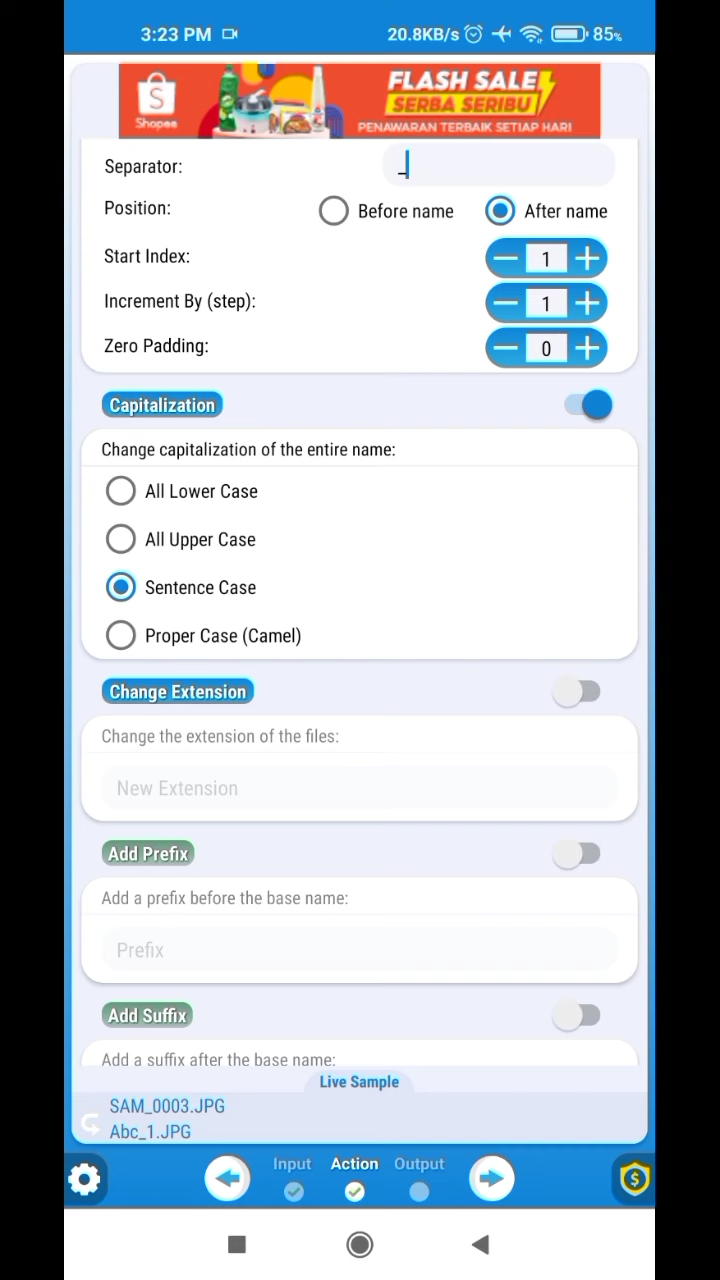 3:23 PM 20.8KB/s 85%
Shopee
FLASH SALE
SERBA SERIBU
PENAWARAN TERBAIK SETIAP HARI
Separator: _
Position: Before name After name
Start Index: 1
Increment By (step): 1
Zero Padding: 0
Capitalization
Change capitalization of the entire name:
All Lower Case
All Upper Case
Sentence Case
Proper Case (Camel)
Change Extension
Change the extension of the files:
New Extension
Add Prefix
Add a prefix before the base name:
Prefix
Add Suffix
Add a suffix after the base name:
Live Sample
SAM_0003.JPG
Abc_1.JPG
Input Action Output